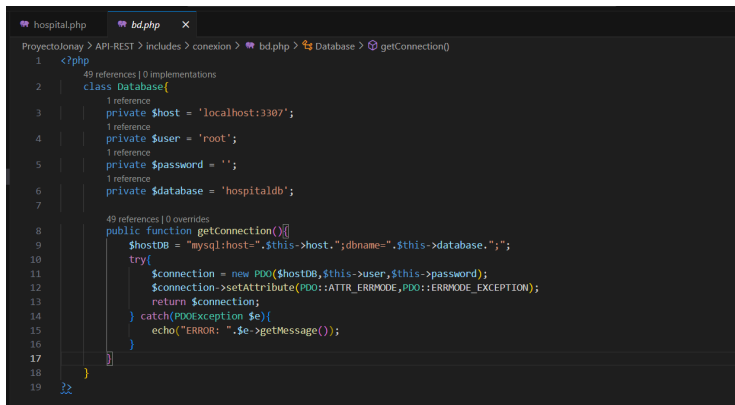 hospital.php bd.php ×
ProyectoJonay > API-REST > includes > conexion > bd.php > Database > getConnection()
1 <?php
49 references | 0 implementations
2 class Database{
1 reference
3 private $host = 'localhost:3307';
1 reference
4 private $user = 'root';
1 reference
5 private $password = '';
1 reference
6 private $database = 'hospitaldb';
7
49 references | 0 overrides
8 public function getConnection(){
9 $hostDB = "mysql:host=".$this->host.";dbname=".$this->database.";";
10 try{
11 $connection = new PDO($hostDB,$this->user,$this->password);
12 $connection->setAttribute(PDO::ATTR_ERRMODE,PDO::ERRMODE_EXCEPTION);
13 return $connection;
14 } catch(PDOException $e){
15 echo("ERROR: ".$e->getMessage());
16 }
17 }
18 }
19 ?>